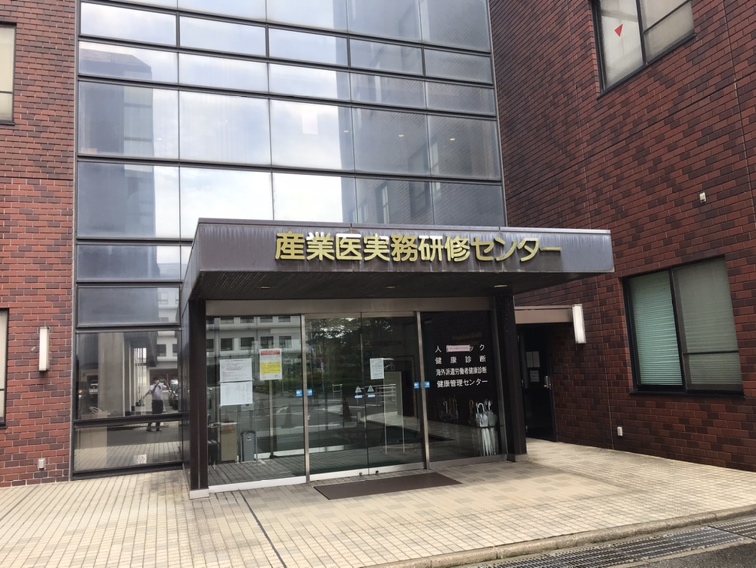 産業医実務研修センター
人 ック
健康診断
海外派遣労働者健康診断
健康管理センター